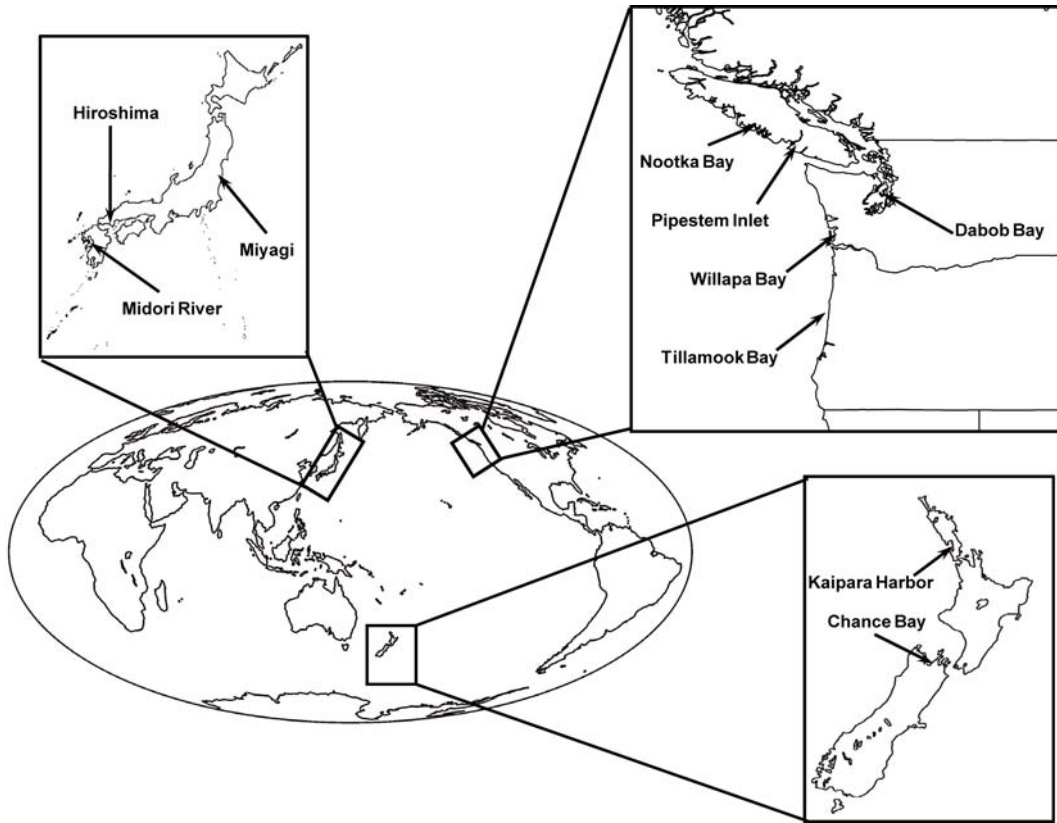 Hiroshima
Miyagi
Midori River
Nootka Bay
Pipestem Inlet
Dabob Bay
Willapa Bay
Tillamook Bay
Kaipara Harbor
Chance Bay